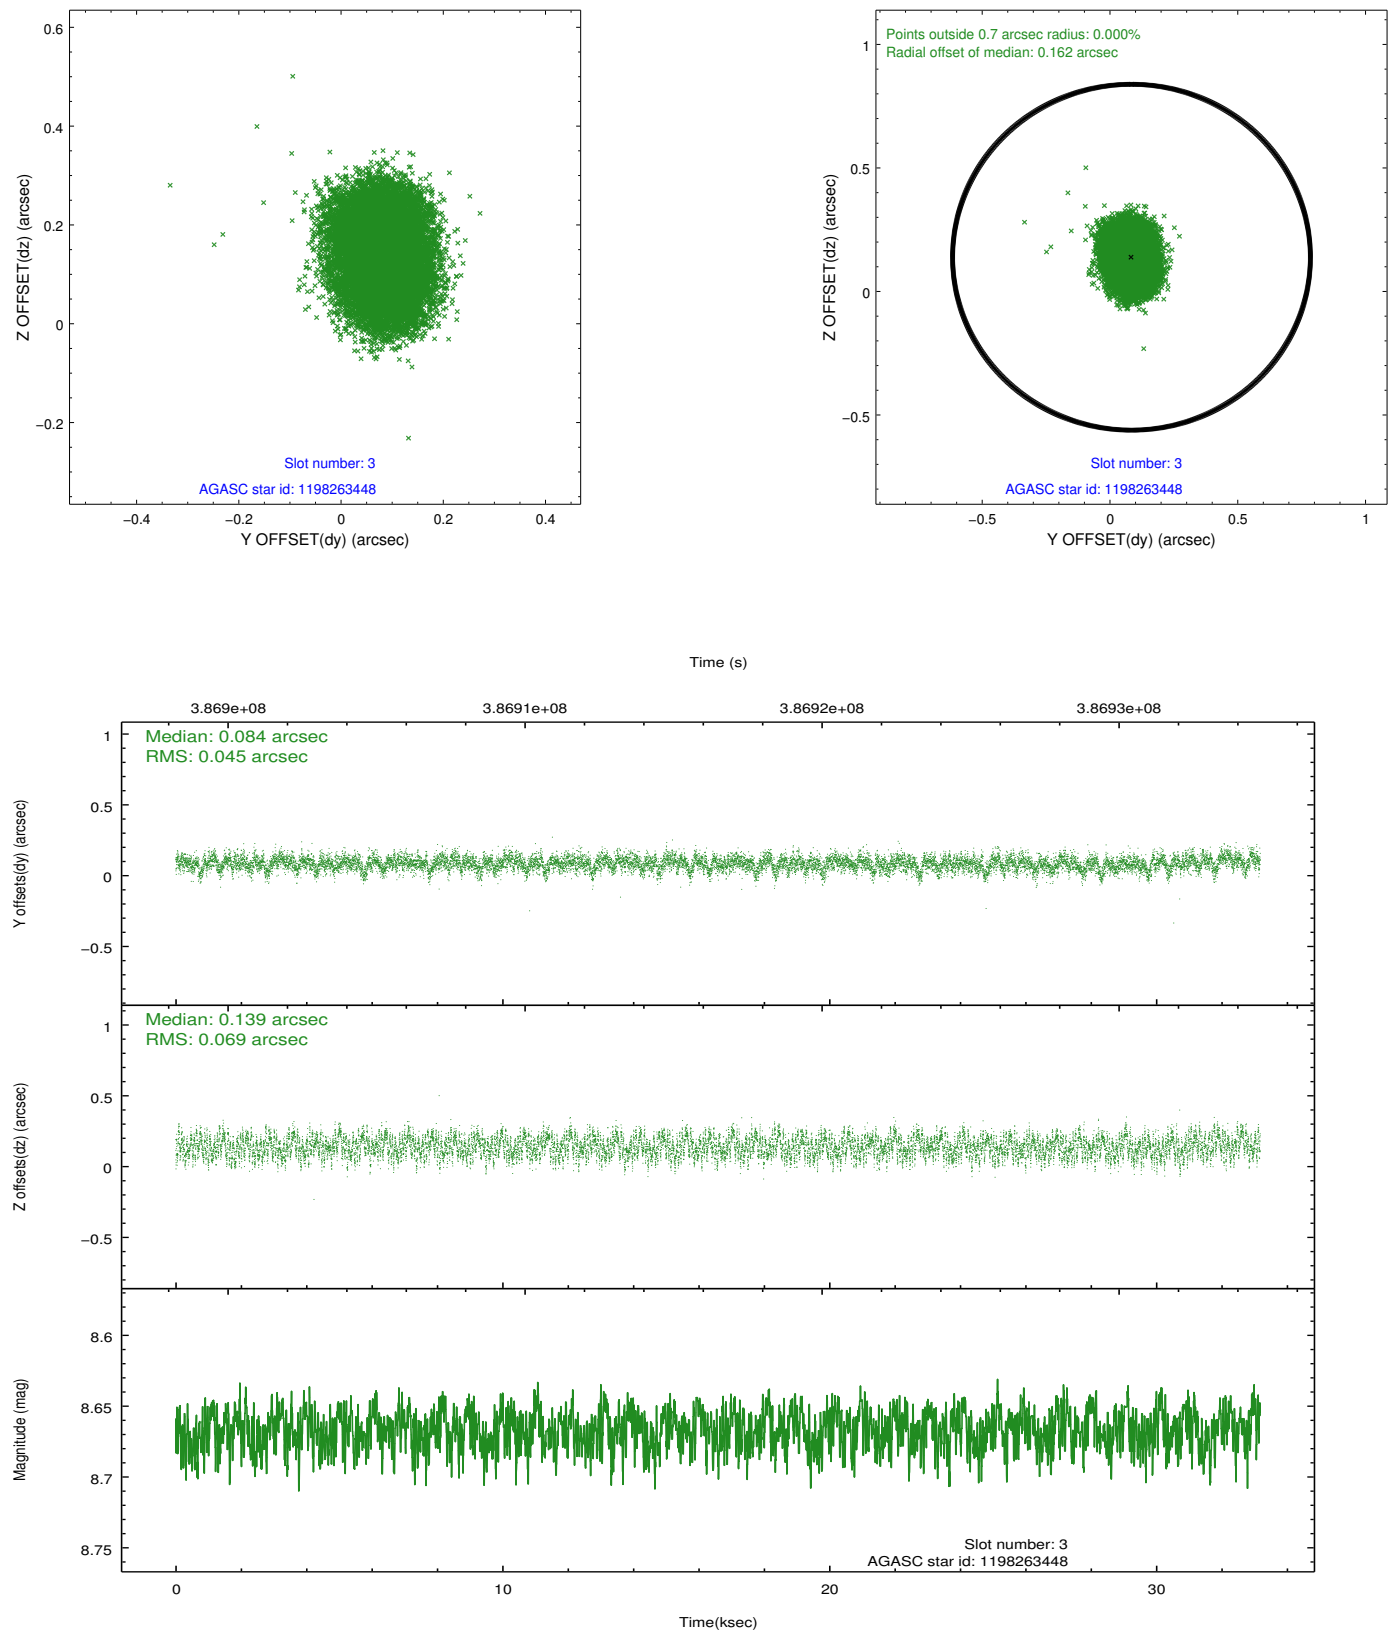 0.6
0.4
0.2
0
−0.2
Z OFFSET(dz) (arcsec)
Slot number: 3
AGASC star id: 1198263448
−0.4 −0.2 0 0.2 0.4
Y OFFSET(dy) (arcsec)
Points outside 0.7 arcsec radius: 0.000%
Radial offset of median: 0.162 arcsec
1
0.5
0
−0.5
Z OFFSET(dz) (arcsec)
Slot number: 3
AGASC star id: 1198263448
−0.5 0 0.5 1
Y OFFSET(dy) (arcsec)
Time (s)
3.869e+08 3.8691e+08 3.8692e+08 3.8693e+08
Median: 0.084 arcsec
RMS: 0.045 arcsec
1
0.5
0
−0.5
Y offsets(dy) (arcsec)
Median: 0.139 arcsec
RMS: 0.069 arcsec
1
0.5
0
−0.5
Z offsets(dz) (arcsec)
8.6
8.65
8.7
8.75
Magnitude (mag)
Slot number: 3
AGASC star id: 1198263448
0 10 20 30
Time(ksec)